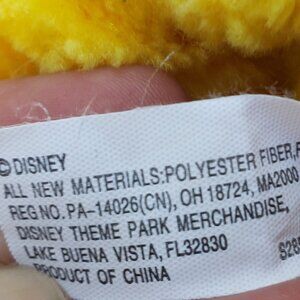 © DISNEY
ALL NEW MATERIALS:POLYESTER FIBER,
REG.NO. PA-14026(CN), OH 18724, MA2000
DISNEY THEME PARK MERCHANDISE,
LAKE BUENA VISTA, FL32830
PRODUCT OF CHINA